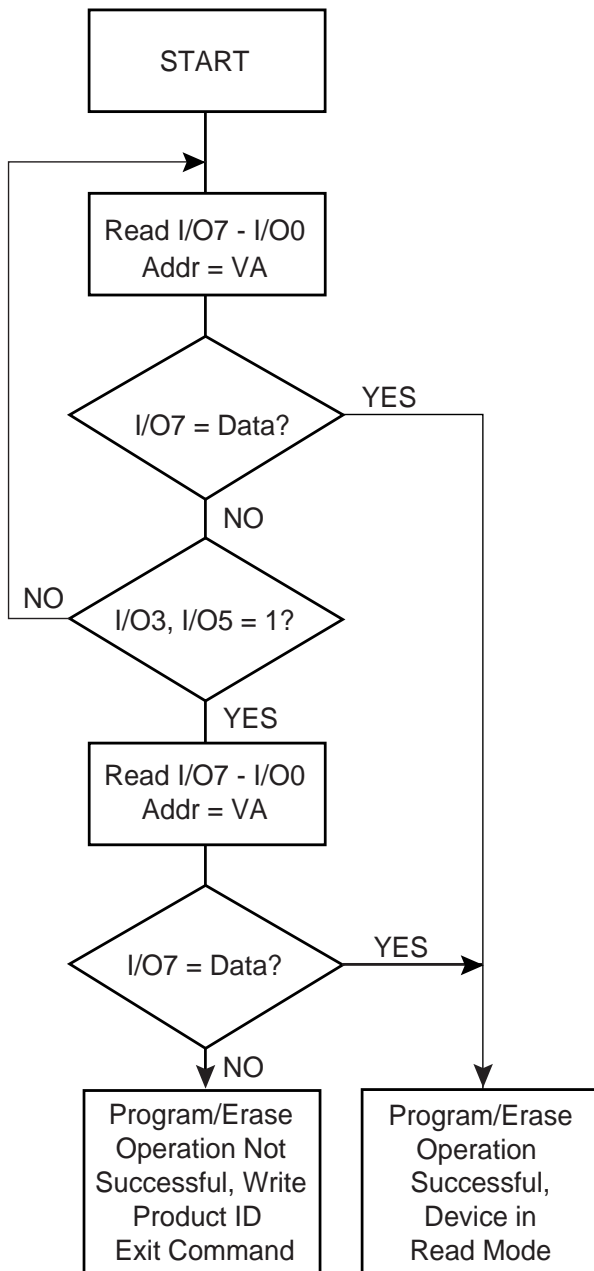 START
Read I/O7 - I/O0
Addr = VA
I/O7 = Data?
YES
NO
I/O3, I/O5 = 1?
NO
YES
Read I/O7 - I/O0
Addr = VA
I/O7 = Data?
YES
NO
Program/Erase
Operation Not
Successful, Write
Product ID
Exit Command
Program/Erase
Operation
Successful,
Device in
Read Mode